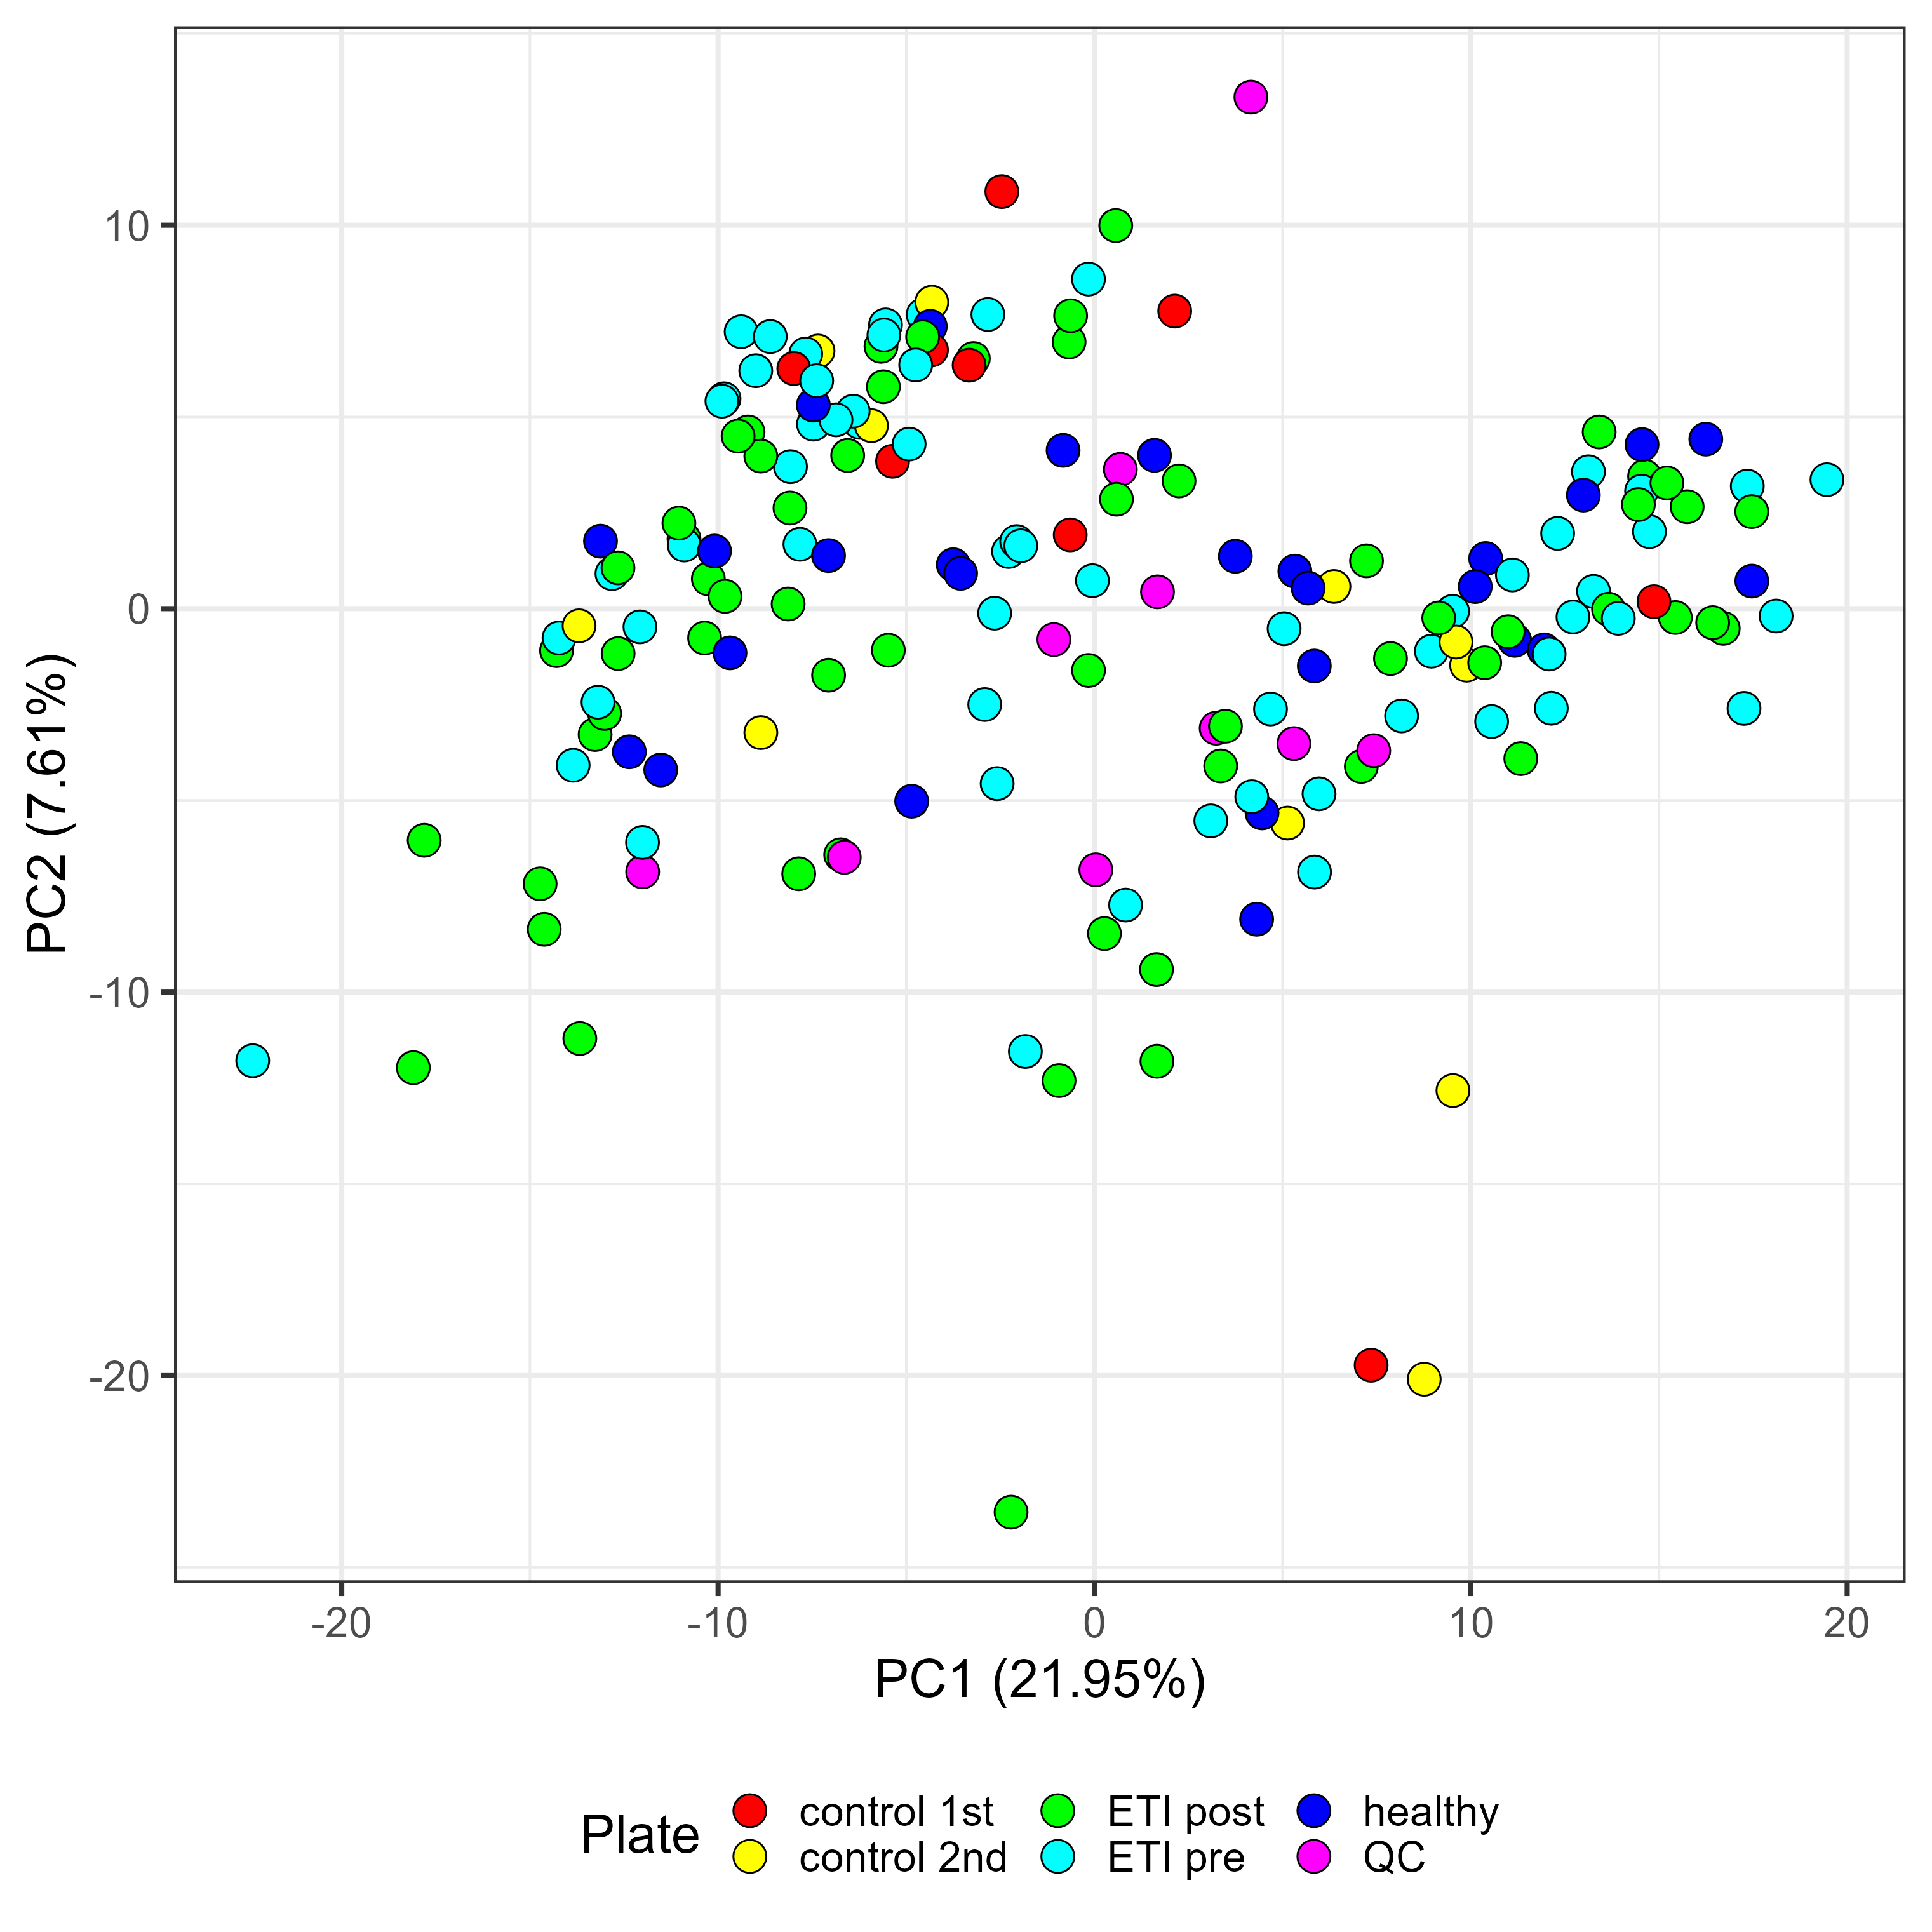 10
0
-10
-20
PC2 (7.61%)
-20 -10 0 10 20
PC1 (21.95%)
Plate
control 1st ETI post healthy
control 2nd ETI pre QC